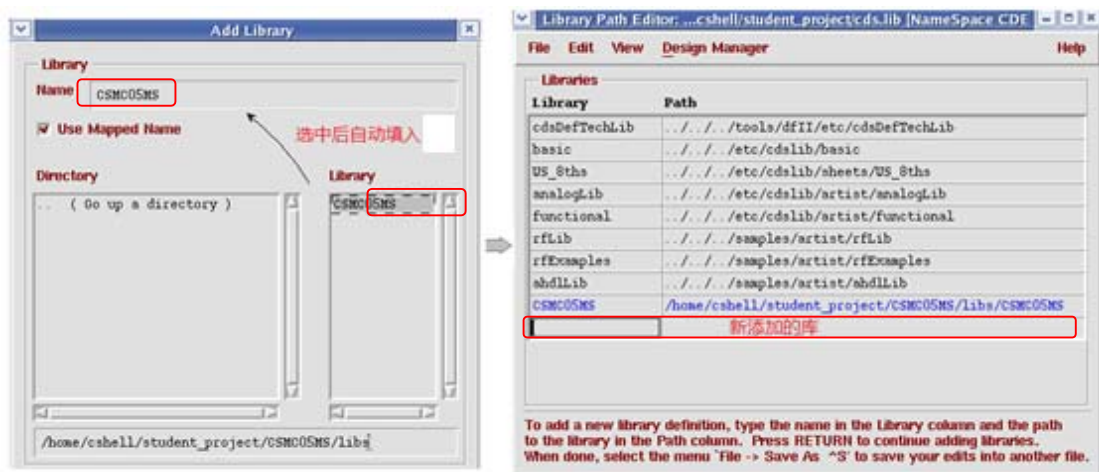 Add Library
Library
Name CSMC05MS
Use Mapped Name
选中后自动填入
Directory
Library
.. ( Go up a directory )
CSMC05MS
/home/cshell/student_project/CSMC05MS/libs
Library Path Editor: ...cshell/student_project/cds.lib [NameSpace CDE
File Edit View Design Manager Help
Libraries
Library Path
cdsDefTechLib ../../../tools/dfII/etc/cdsDefTechLib
basic ../../../etc/cdslib/basic
US_8ths ../../../etc/cdslib/sheets/US_8ths
analogLib ../../../etc/cdslib/artist/analogLib
functional ../../../etc/cdslib/artist/functional
rfLib ../../../samples/artist/rfLib
rfExamples ../../../samples/artist/rfExamples
ahdlLib ../../../samples/artist/ahdlLib
CSMC05MS /home/cshell/student_project/CSMC05MS/libs/CSMC05MS
新添加的库
To add a new library definition, type the name in the Library column and the path
to the library in the Path column. Press RETURN to continue adding libraries.
When done, select the menu `File -> Save As ^S' to save your edits into another file.